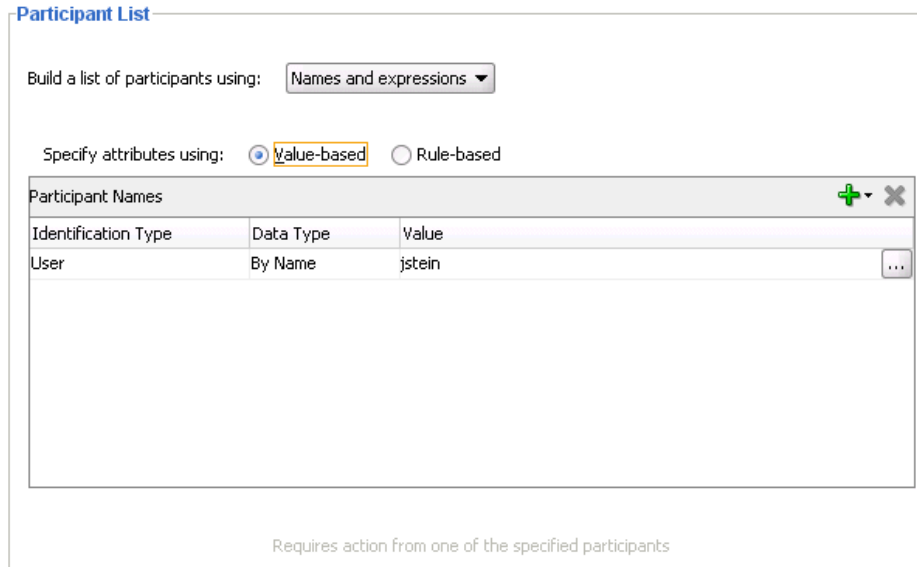 Participant List
Build a list of participants using: Names and expressions
Specify attributes using: Value-based Rule-based
Participant Names
Identification Type Data Type Value
User By Name jstein ...
Requires action from one of the specified participants